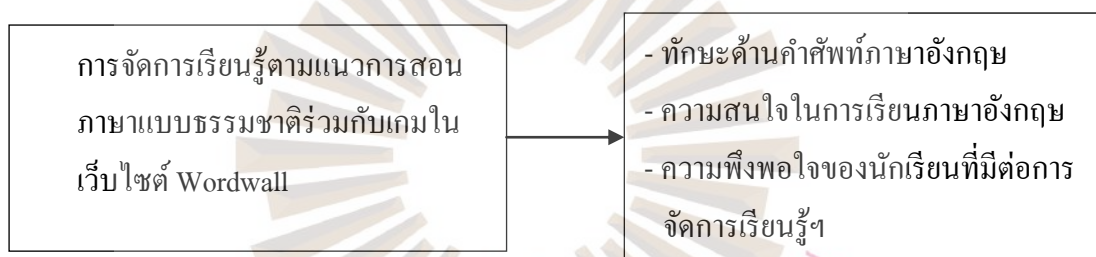 การจัดการเรียนรู้ตามแนวการสอน
ภาษาแบบธรรมชาติร่วมกับเกมใน
เว็บไซต์ Wordwall
- ทักษะด้านคำศัพท์ภาษาอังกฤษ
- ความสนใจในการเรียนภาษาอังกฤษ
- ความพึงพอใจของนักเรียนที่มีต่อการ
จัดการเรียนรู้ฯ